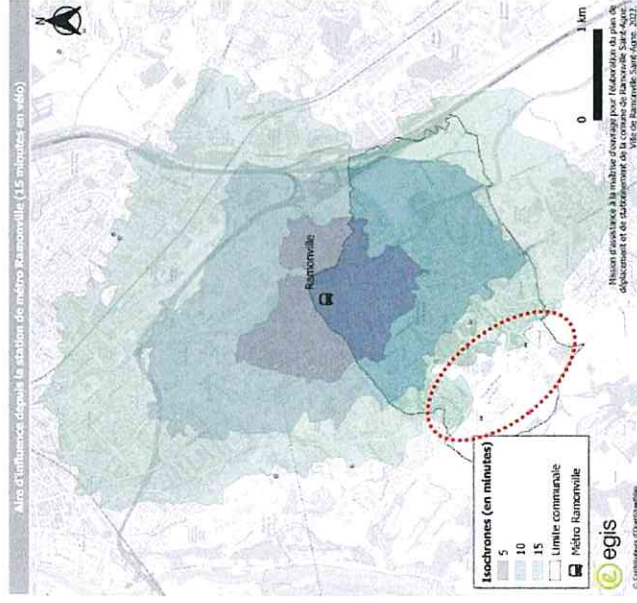 Aire d'influence depuis la station de métro Ramonville (15 minutes en vélo)
N
Ramonville
Isochrones (en minutes)
5
10
15
Limite communale
Métro Ramonville
egis
0 1 km
Mission d'assistance à la maîtrise d'ouvrage pour l'élaboration du plan de
déplacement et de stationnement de la comune de Ramonville Saint-Agne.
Ville de Ramonville Saint-Agne. 2022.